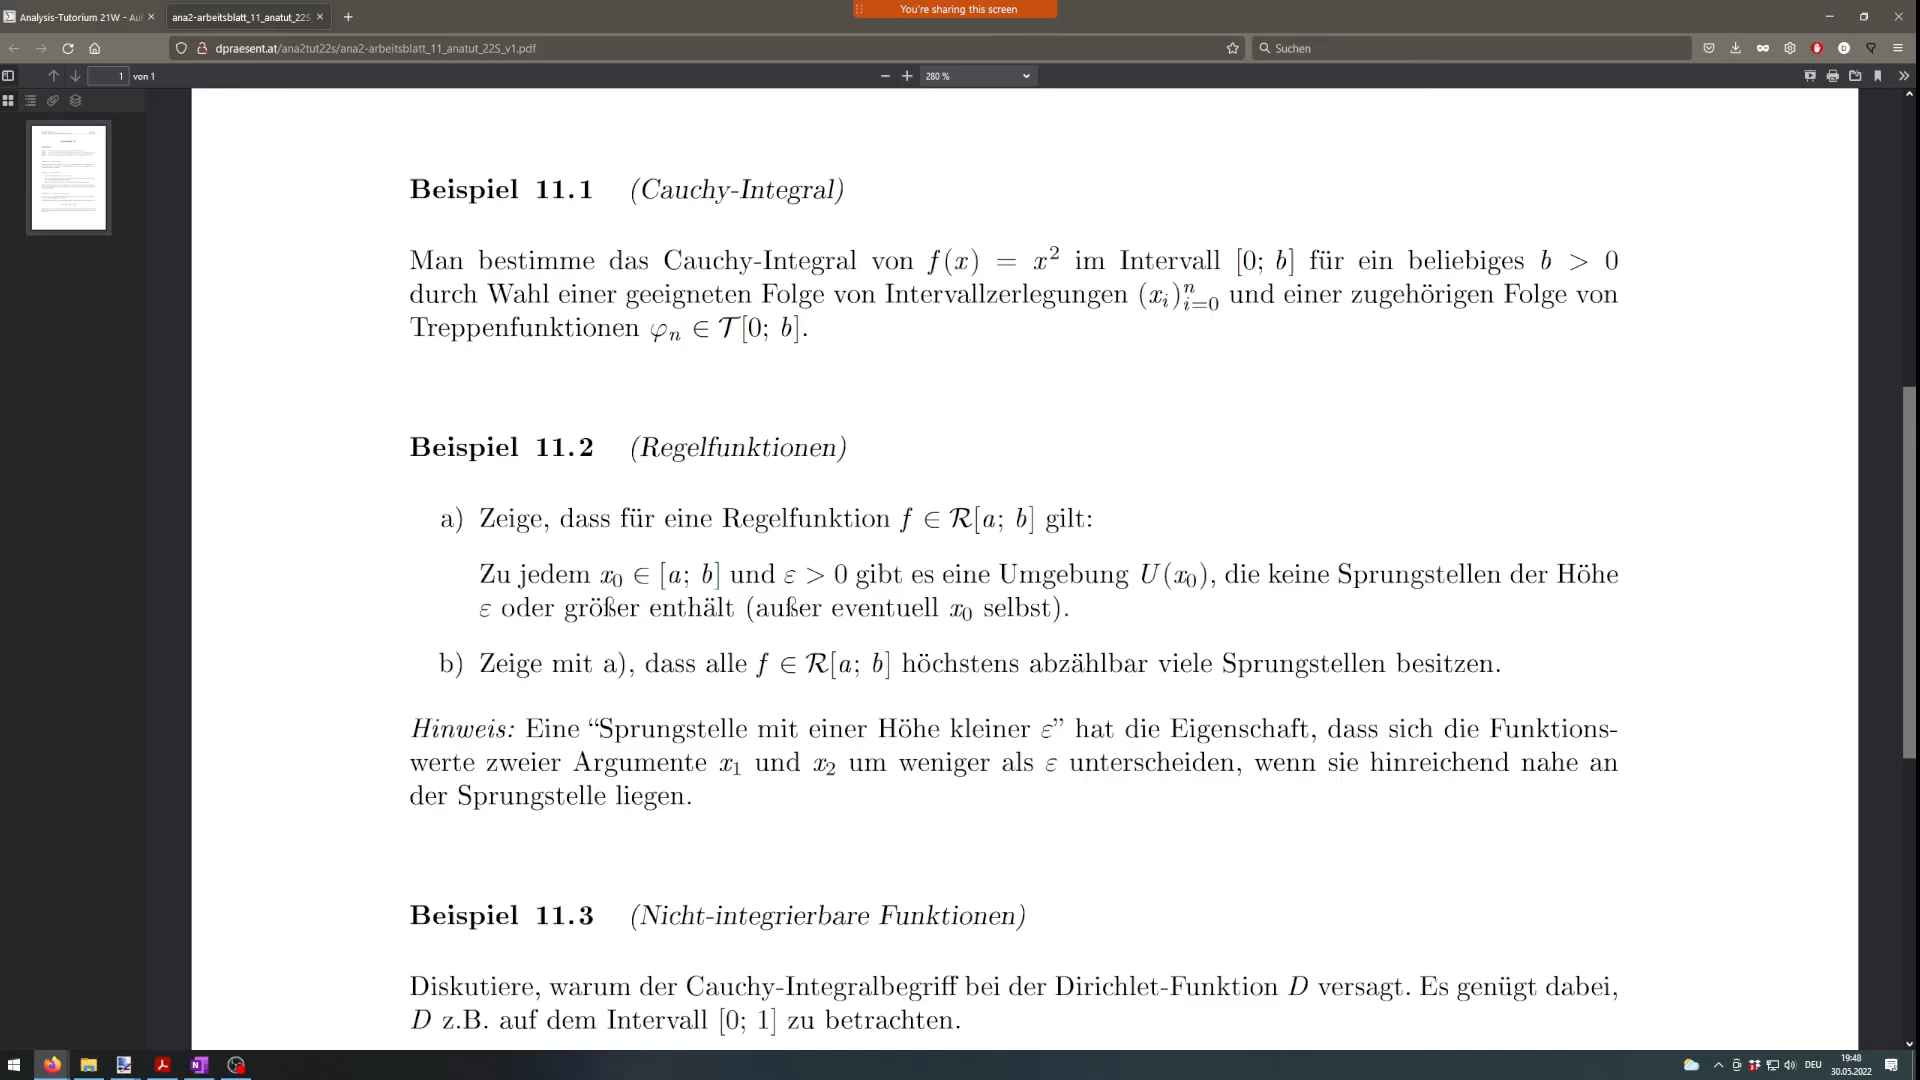 Analysis-Tutorium 21W - Au
ana2-arbeitsblatt_11_anatut_22S_
You're sharing this screen
dpraesent.at/ana2tut22s/ana2-arbeitsblatt_11_anatut_22S_v1.pdf
Suchen
1 von 1
280 %
Beispiel 11.1 (Cauchy-Integral)
Man bestimme das Cauchy-Integral von f(x) = x² im Intervall [0; b] für ein beliebiges b > 0
durch Wahl einer geeigneten Folge von Intervallzerlegungen (xᵢ)ⁿᵢ₌₀ und einer zugehörigen Folge von
Treppenfunktionen φₙ ∈ 𝒯[0; b].
Beispiel 11.2 (Regelfunktionen)
a) Zeige, dass für eine Regelfunktion f ∈ ℛ[a; b] gilt:
Zu jedem x₀ ∈ [a; b] und ε > 0 gibt es eine Umgebung U(x₀), die keine Sprungstellen der Höhe
ε oder größer enthält (außer eventuell x₀ selbst).
b) Zeige mit a), dass alle f ∈ ℛ[a; b] höchstens abzählbar viele Sprungstellen besitzen.
Hinweis: Eine “Sprungstelle mit einer Höhe kleiner ε” hat die Eigenschaft, dass sich die Funktions-
werte zweier Argumente x₁ und x₂ um weniger als ε unterscheiden, wenn sie hinreichend nahe an
der Sprungstelle liegen.
Beispiel 11.3 (Nicht-integrierbare Funktionen)
Diskutiere, warum der Cauchy-Integralbegriff bei der Dirichlet-Funktion D versagt. Es genügt dabei,
D z.B. auf dem Intervall [0; 1] zu betrachten.
DEU
19:48
30.05.2022